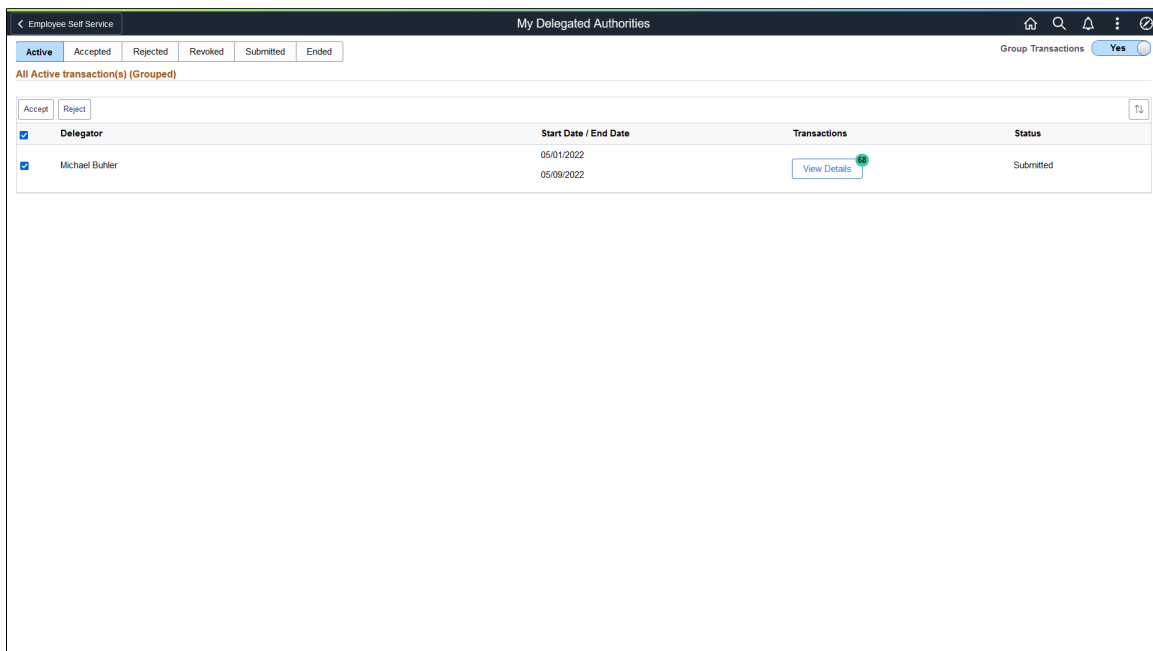 Employee Self Service
My Delegated Authorities
Active Accepted Rejected Revoked Submitted Ended
Group Transactions Yes
All Active transaction(s) (Grouped)
Accept Reject
Delegator Start Date / End Date Transactions Status
Michael Buhler 05/01/2022 View Details 68 Submitted
05/09/2022